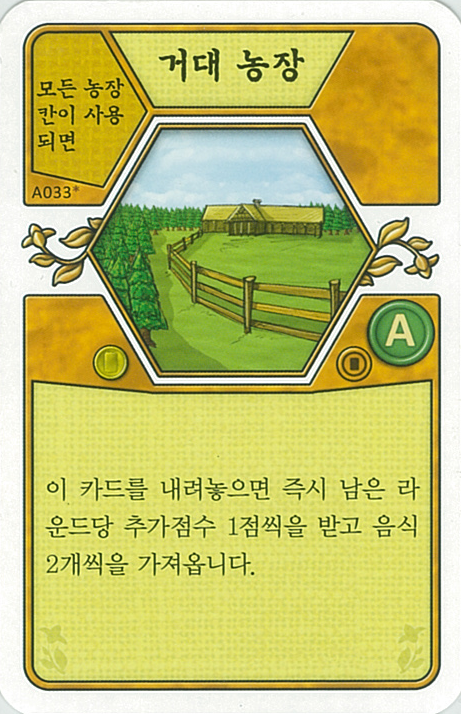 거대 농장
모든 농장
칸이 사용
되면
A033*
A
이 카드를 내려놓으면 즉시 남은 라
운드당 추가점수 1점씩을 받고 음식
2개씩을 가져옵니다.